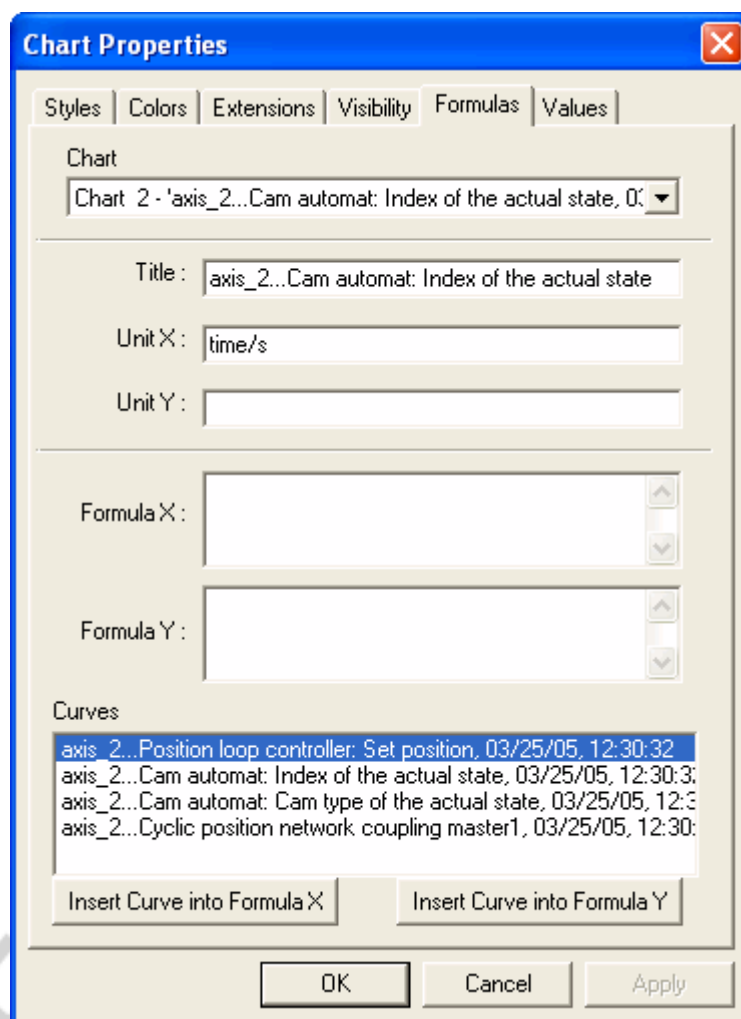 Chart Properties
Styles Colors Extensions Visibility Formulas Values
Chart
Chart 2 - 'axis_2...Cam automat: Index of the actual state, 03
Title : axis_2...Cam automat: Index of the actual state
Unit X : time/s
Unit Y :
Formula X :
Formula Y :
Curves
axis_2...Position loop controller: Set position, 03/25/05, 12:30:32
axis_2...Cam automat: Index of the actual state, 03/25/05, 12:30:32
axis_2...Cam automat: Cam type of the actual state, 03/25/05, 12:3
axis_2...Cyclic position network coupling master1, 03/25/05, 12:30:
Insert Curve into Formula X Insert Curve into Formula Y
OK Cancel Apply